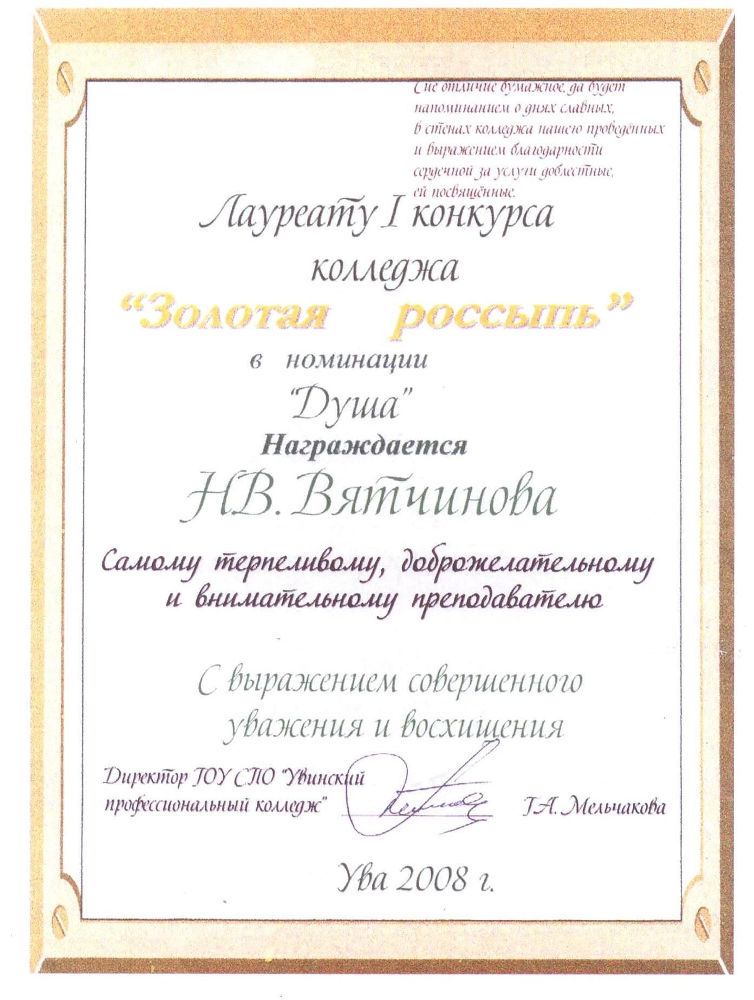 Сие отличие бумажное, да будет
напоминанием о днях славных,
в стенах колледжа нашего проведённых
и выражением благодарности
сердечной за услуги доблестные,
ей посвящённые.
Лауреату I конкурса
колледжа
“Золотая россыпь”
в номинации
“Душа”
Награждается
Н.В. Вятчинова
Самому терпеливому, доброжелательному
и внимательному преподавателю
С выражением совершенного
уважения и восхищения
Директор ГОУ СПО “Увинский
профессиональный колледж” Г.А. Мельчакова
Ува 2008 г.